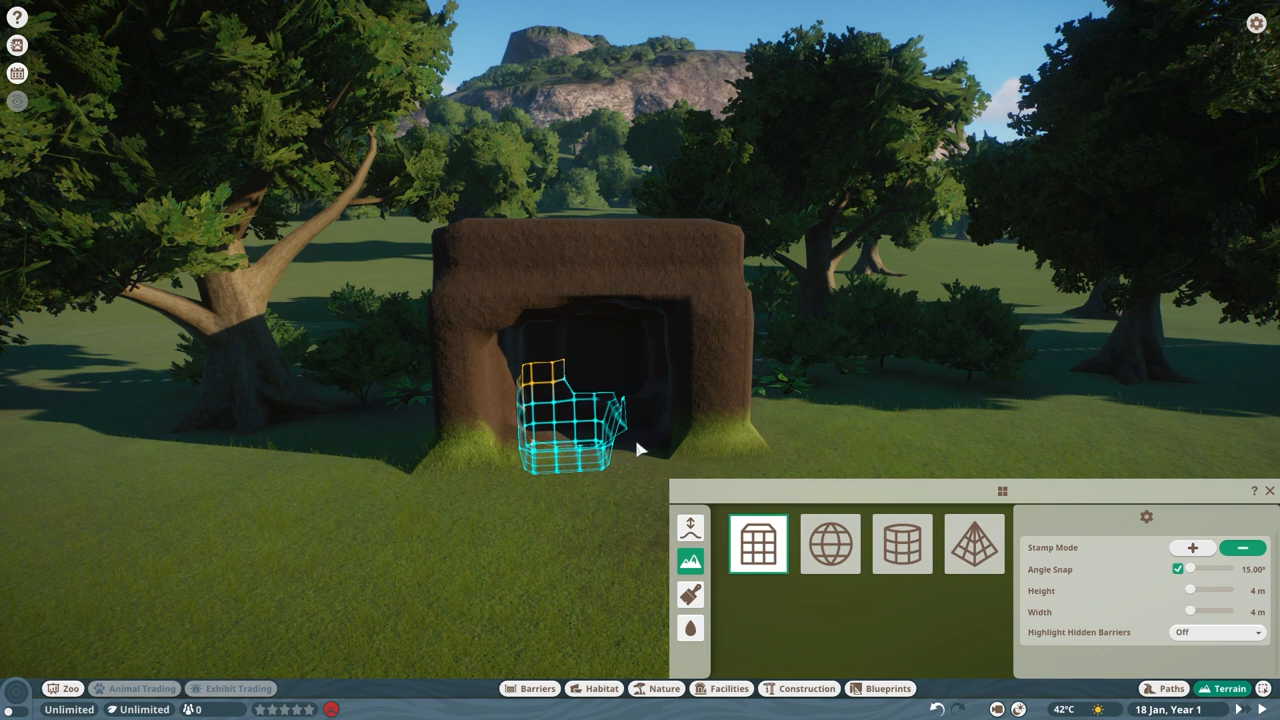 ?
?
Stamp Mode
Angle Snap 15.00°
Height 4 m
Width 4 m
Highlight Hidden Barriers Off
Zoo Animal Trading Exhibit Trading Barriers Habitat Nature Facilities Construction Blueprints Paths Terrain
Unlimited Unlimited 0 42°C 18 Jan, Year 1